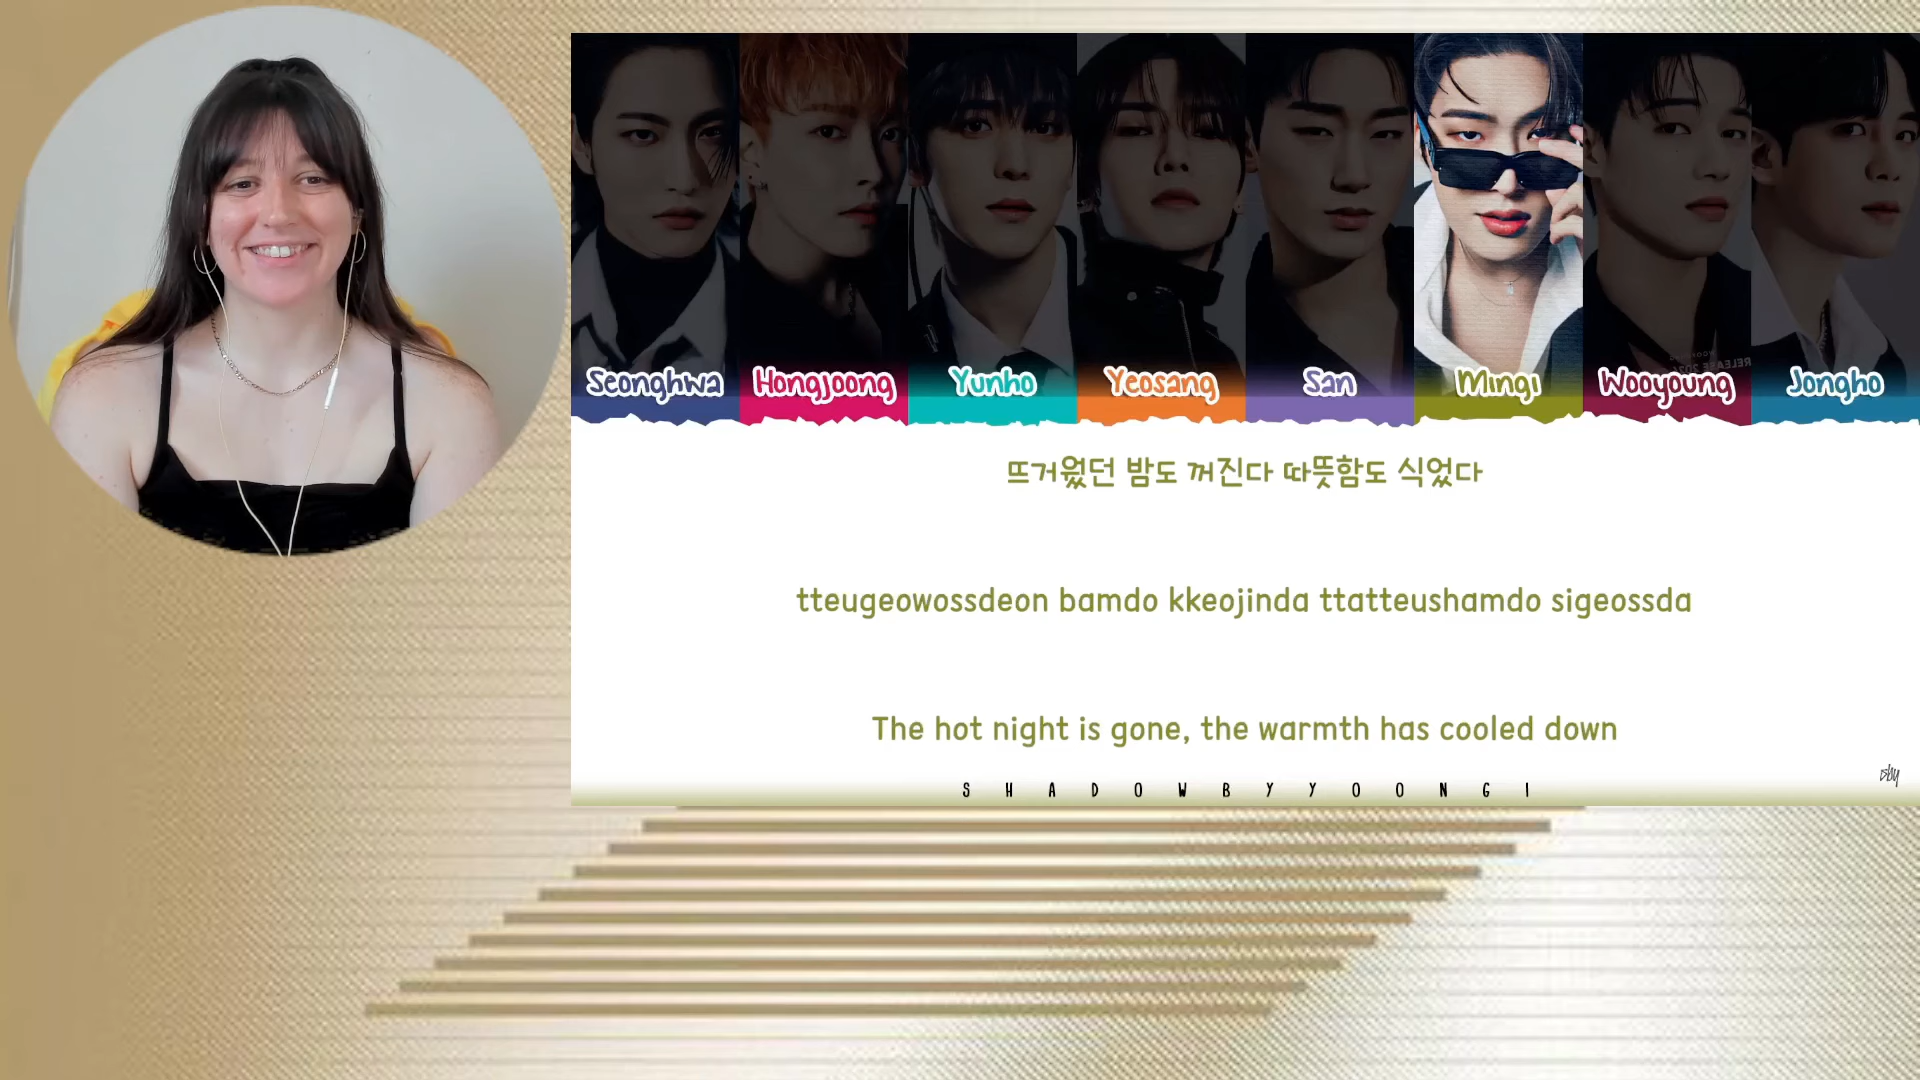 Seonghwa Hongjoong Yunho Yeosang San Mingi Wooyoung Jongho
뜨거웠던 밤도 꺼진다 따뜻함도 식었다
tteugeowossdeon bamdo kkeojinda ttatteushamdo sigeossda
The hot night is gone, the warmth has cooled down
sby
S H A D O W B Y Y O O N G I